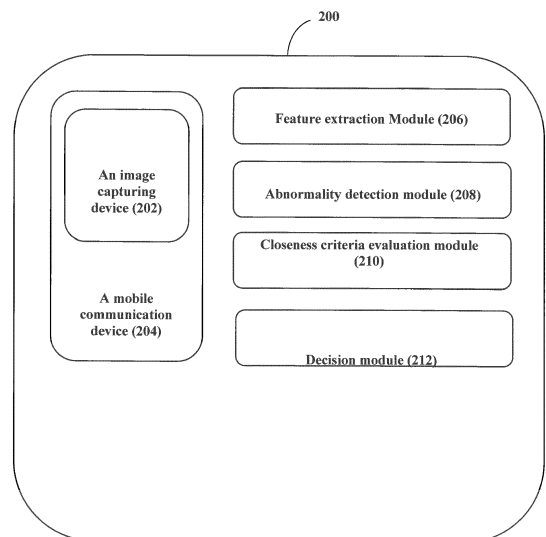 200
An image
capturing
device (202)
A mobile
communication
device (204)
Feature extraction Module (206)
Abnormality detection module (208)
Closeness criteria evaluation module
(210)
Decision module (212)